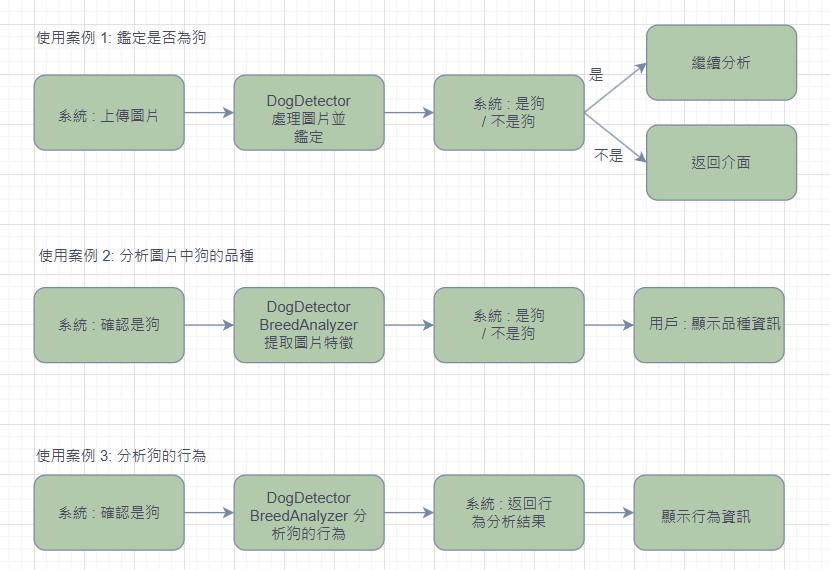 使用案例 1: 鑑定是否為狗
系統 : 上傳圖片
DogDetector
處理圖片並
鑑定
系統 : 是狗
/ 不是狗
是
繼續分析
不是
返回介面
使用案例 2: 分析圖片中狗的品種
系統 : 確認是狗
DogDetector
BreedAnalyzer
提取圖片特徵
系統 : 是狗
/ 不是狗
用戶 : 顯示品種資訊
使用案例 3: 分析狗的行為
系統 : 確認是狗
DogDetector
BreedAnalyzer 分
析狗的行為
系統 : 返回行
為分析結果
顯示行為資訊